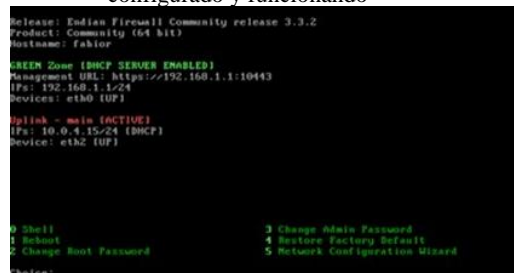 configurado y funcionando
Release: Endian Firewall Community release 3.3.2
Product: Community (64 bit)
Hostname: fabior
GREEN Zone [DHCP SERVER ENABLED]
Management URL: https://192.168.1.1:10443
IPs: 192.168.1.1/24
Devices: eth0 [UP]
Uplink - main [ACTIVE]
IPs: 10.0.4.15/24 [DHCP]
Device: eth2 [UP]
0 Shell
1 Reboot
2 Change Root Password
3 Change Admin Password
4 Restore Factory Default
5 Network Configuration Wizard
Choice: